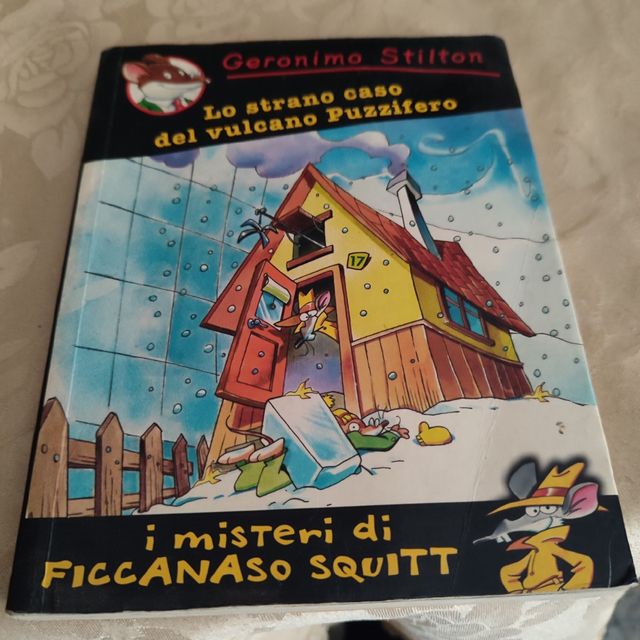 Geronimo Stilton
Lo strano caso
del vulcano Puzzifero
17
i misteri di
FICCANASO SQUITT